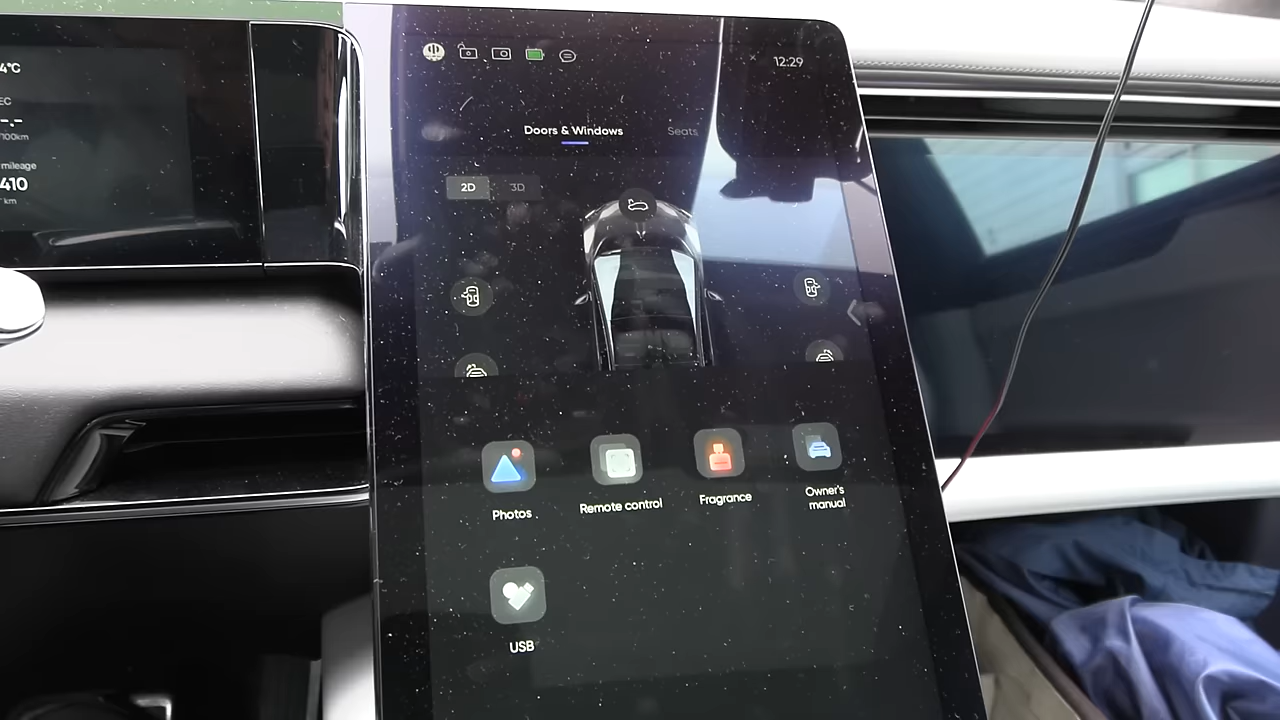 4°C
EC
-.-
100km
mileage
410
km
12:29
Doors & Windows
Seats
2D
3D
Photos
Remote control
Fragrance
Owner's
manual
USB